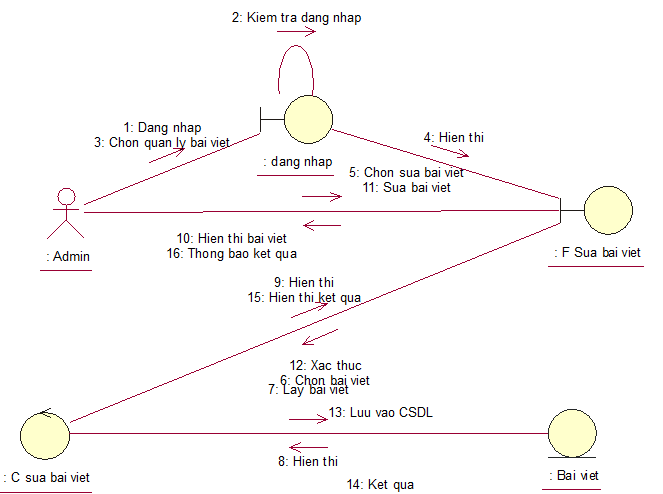 2: Kiem tra dang nhap
1: Dang nhap
3: Chon quan ly bai viet
4: Hien thi
: dang nhap
5: Chon sua bai viet
11: Sua bai viet
10: Hien thi bai viet
16: Thong bao ket qua
: Admin
: F Sua bai viet
9: Hien thi
15: Hien thi ket qua
12: Xac thuc
6: Chon bai viet
7: Lay bai viet
13: Luu vao CSDL
8: Hien thi
: C sua bai viet
: Bai viet
14: Ket qua